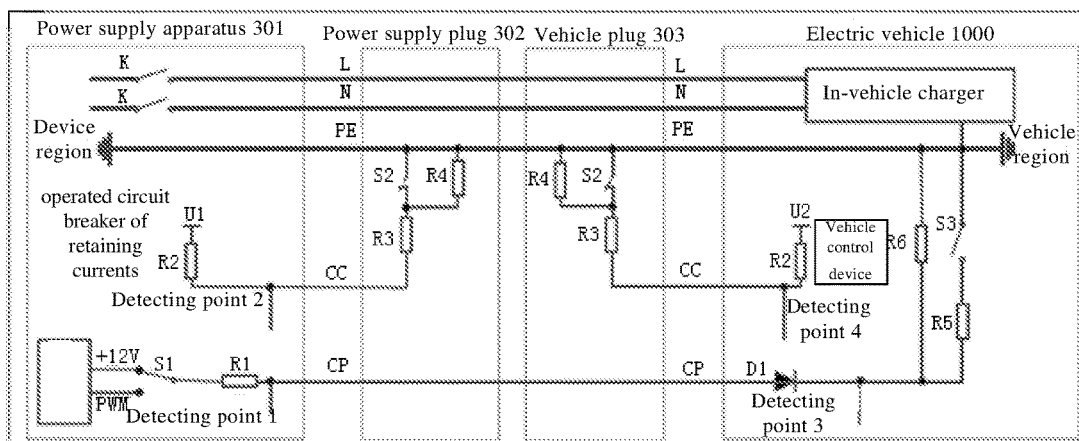 Power supply apparatus 301
Power supply plug 302
Vehicle plug 303
Electric vehicle 1000
K
L
L
In-vehicle charger
K
N
N
Device
region
PE
PE
Vehicle
region
S2
R4
R4
S2
operated circuit
breaker of
retaining
currents
U1
R2
R3
R3
U2
R2
Vehicle
control
device
R6
S3
CC
CC
Detecting point 2
Detecting
point 4
R5
+12V
S1
R1
CP
CP
D1
PWM
Detecting point 1
Detecting
point 3